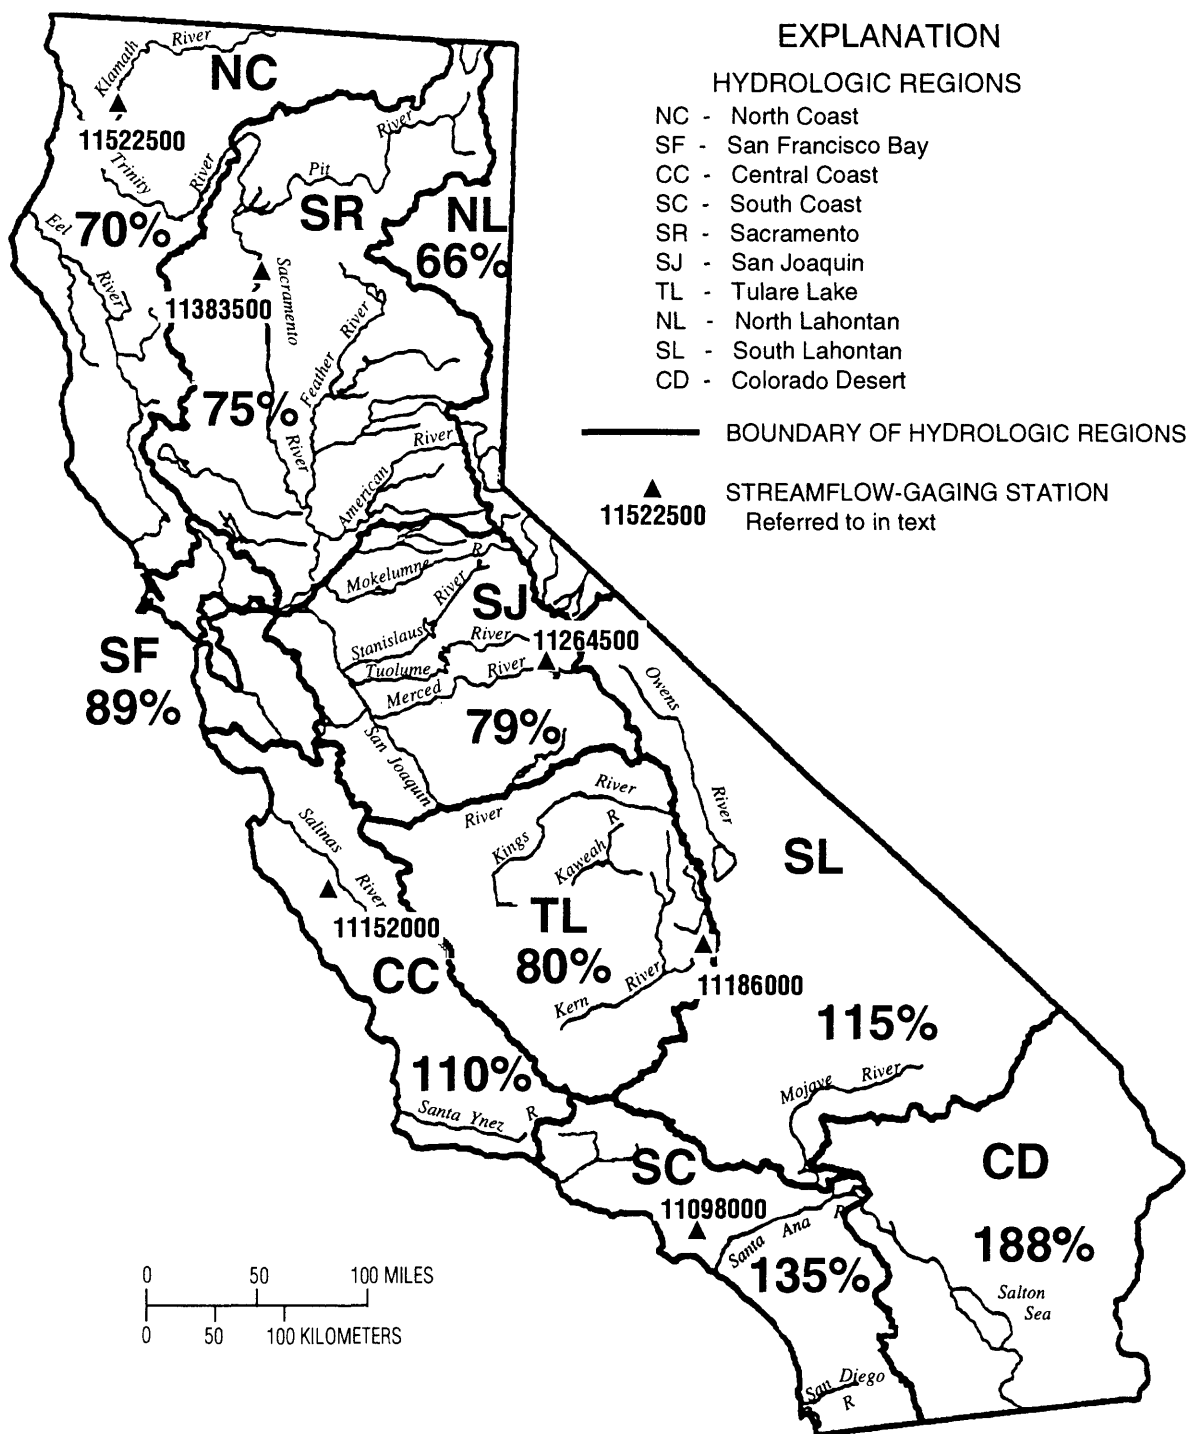 EXPLANATION
HYDROLOGIC REGIONS
NC - North Coast
SF - San Francisco Bay
CC - Central Coast
SC - South Coast
SR - Sacramento
SJ - San Joaquin
TL - Tulare Lake
NL - North Lahontan
SL - South Lahontan
CD - Colorado Desert
BOUNDARY OF HYDROLOGIC REGIONS
11522500
STREAMFLOW-GAGING STATION
Referred to in text
Klamath River
NC
11522500
Trinity River
70%
Eel River
Pit River
SR
NL
66%
11383500
Sacramento River
Feather River
75%
American River
Mokelumne R
SJ
Stanislaus River
11264500
Tuolume River
Merced River
SF
89%
79%
San Joaquin River
Owens River
SL
Salinas River
11152000
CC
Kings River
Kaweah R
TL
80%
Kern River
11186000
115%
110%
Mojave River
Santa Ynez R
SC
CD
11098000
Santa Ana R
188%
135%
Salton
Sea
San Diego
R
0 50 100 MILES
0 50 100 KILOMETERS